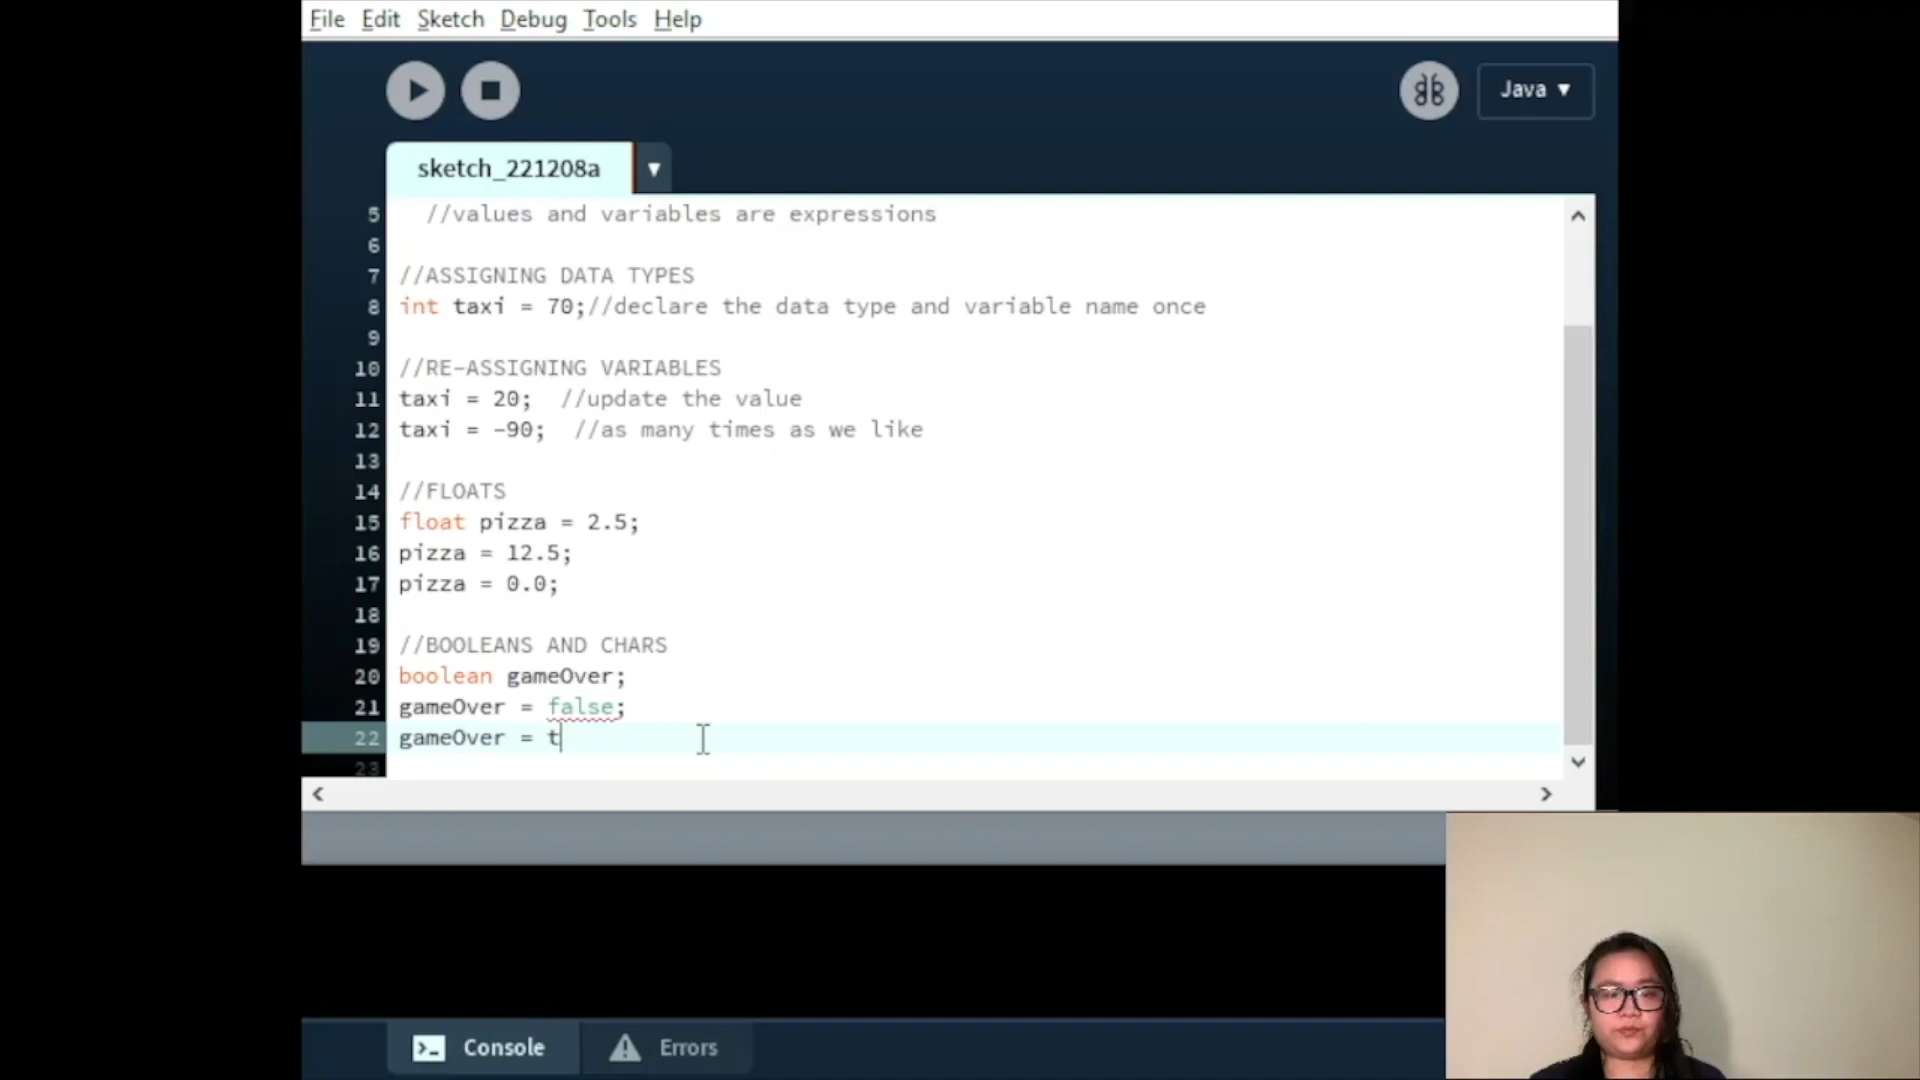 File Edit Sketch Debug Tools Help
Java ▼
sketch_221208a ▼
5 //values and variables are expressions
6
7 //ASSIGNING DATA TYPES
8 int taxi = 70;//declare the data type and variable name once
9
10 //RE-ASSIGNING VARIABLES
11 taxi = 20; //update the value
12 taxi = -90; //as many times as we like
13
14 //FLOATS
15 float pizza = 2.5;
16 pizza = 12.5;
17 pizza = 0.0;
18
19 //BOOLEANS AND CHARS
20 boolean gameOver;
21 gameOver = false;
22 gameOver = t
23
Console Errors